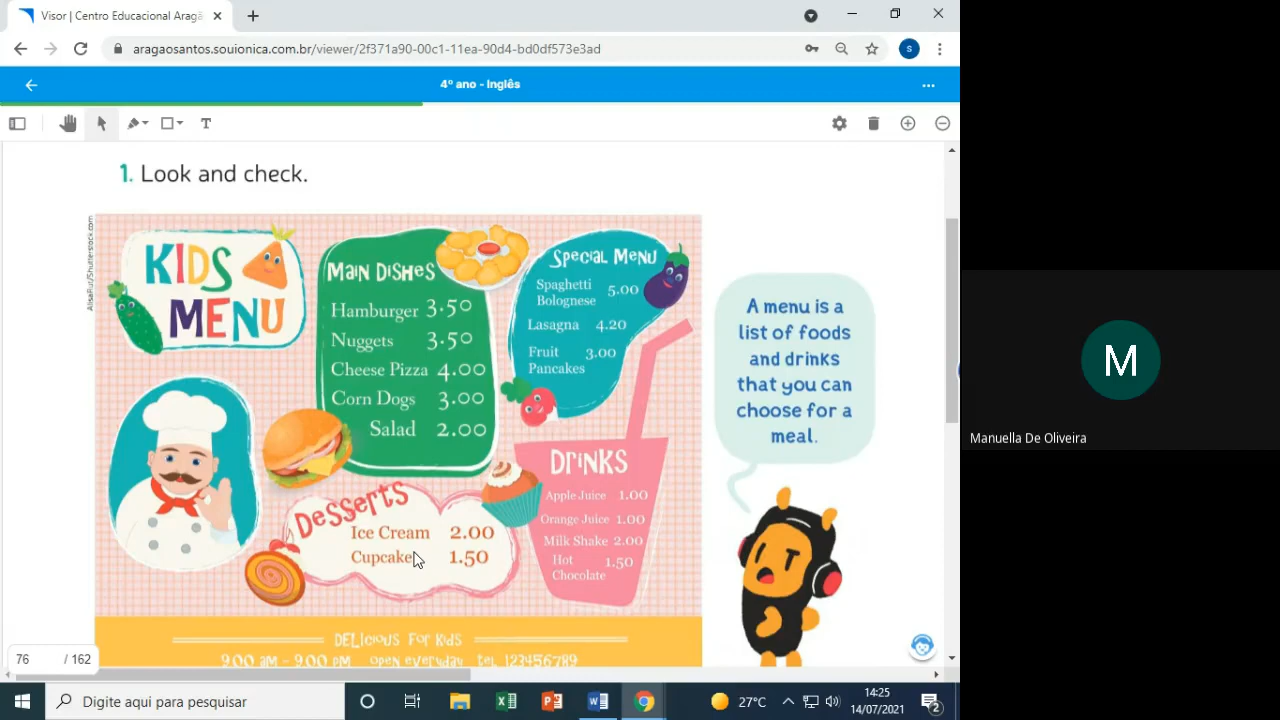 Visor | Centro Educacional Aragã
aragaosantos.souionica.com.br/viewer/2f371a90-00c1-11ea-90d4-bd0df573e3ad
S
4º ano - Inglês
T
1. Look and check.
KIDS
MENU
MAIN DISHES
Hamburger 3.50
Nuggets 3.50
Cheese Pizza 4.00
Corn Dogs 3.00
Salad 2.00
SPECIAL MENU
Spaghetti
Bolognese 5.00
Lasagna 4.20
Fruit
Pancakes 3.00
DESSERTS
Ice Cream 2.00
Cupcake 1.50
DRINKS
Apple Juice 1.00
Orange Juice 1.00
Milk Shake 2.00
Hot
Chocolate 1.50
DELICIOUS FOR KIDS
9.00 AM - 9.00 PM OPEN EVERYDAY TEL 123456789
A menu is a
list of foods
and drinks
that you can
choose for a
meal.
M
Manuella De Oliveira
76 / 162
Digite aqui para pesquisar
27°C
14:25
14/07/2021
2